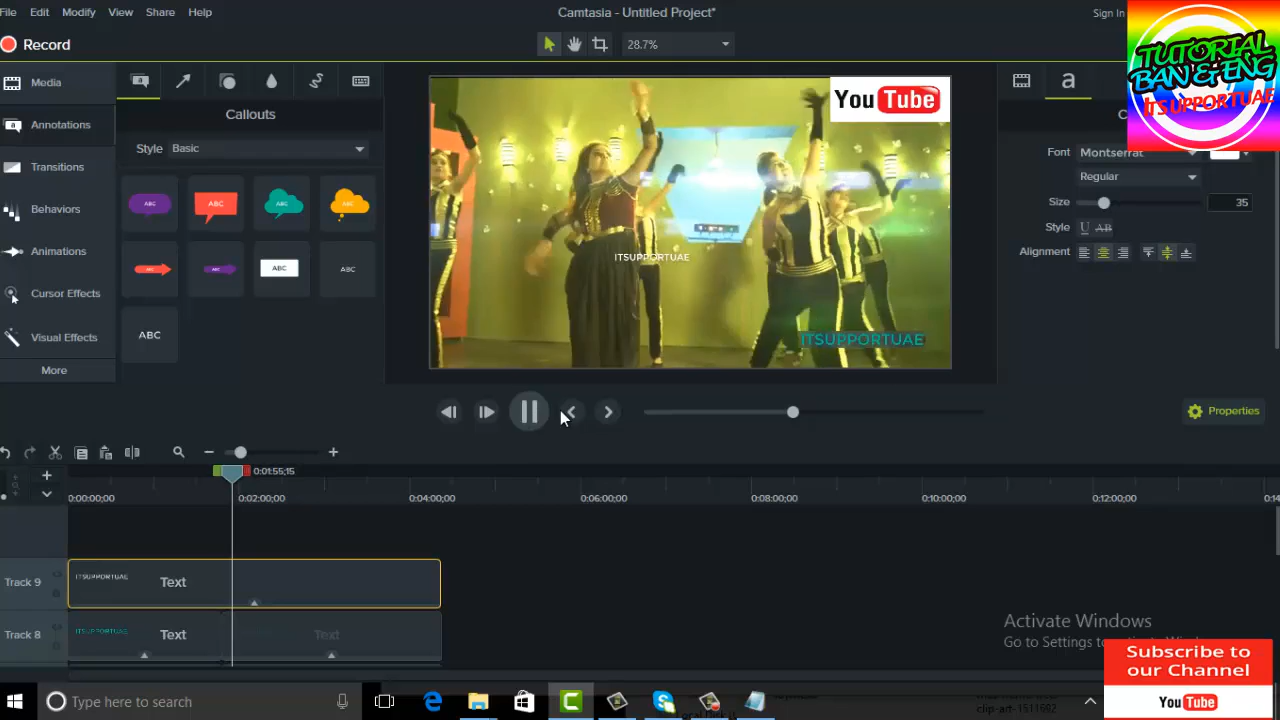 File Edit Modify View Share Help
Camtasia - Untitled Project*
Sign In
Record
28.7%
TUTORIAL
BAN & ENG
ITSUPPORTUAE
Media
Annotations
Transitions
Behaviors
Animations
Cursor Effects
Visual Effects
More
Callouts
Style Basic
ABC ABC ABC ABC
ABC ABC ABC ABC
ABC
YouTube
ITSUPPORTUAE
ITSUPPORTUAE
a
Font Montserrat
Regular
Size 35
Style U AB
Alignment
Properties
0:01:55;15
0:00:00;00 0:02:00;00 0:04:00;00 0:06:00;00 0:08:00;00 0:10:00;00 0:12:00;00
Track 9 ITSUPPORTUAE Text
Track 8 ITSUPPORTUAE Text Text
Activate Windows
Go to Settings to
Subscribe to
our Channel
YouTube
Type here to search